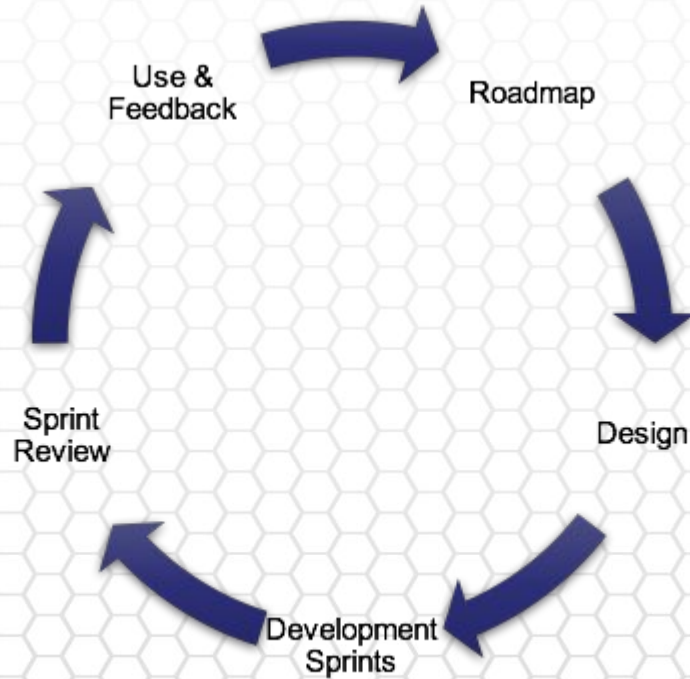 Use &
Feedback
Roadmap
Design
Development
Sprints
Sprint
Review